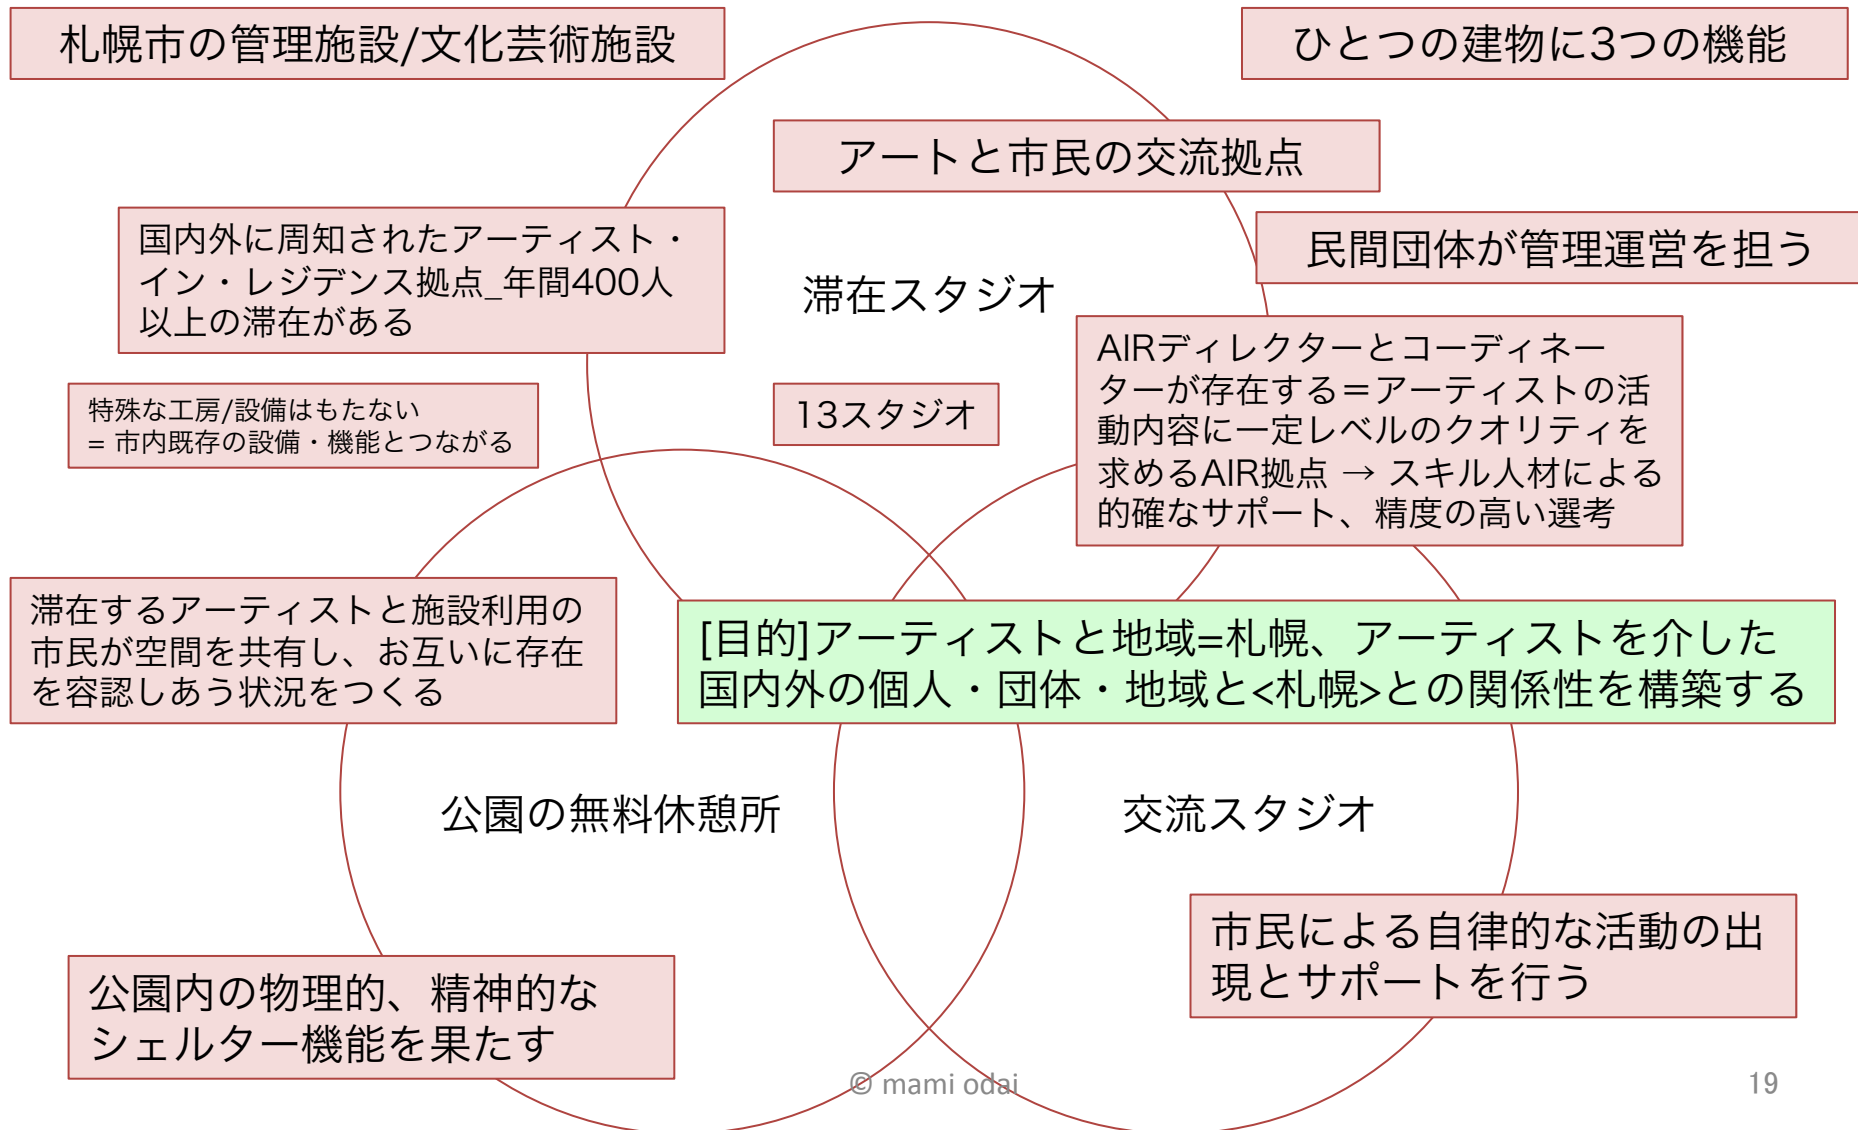 札幌市の管理施設/文化芸術施設
ひとつの建物に3つの機能
アートと市民の交流拠点
国内外に周知されたアーティスト・
イン・レジデンス拠点_年間400人
以上の滞在がある
民間団体が管理運営を担う
滞在スタジオ
AIRディレクターとコーディネー
ターが存在する＝アーティストの活
動内容に一定レベルのクオリティを
求めるAIR拠点 → スキル人材による
的確なサポート、精度の高い選考
特殊な工房/設備はもたない
= 市内既存の設備・機能とつながる
13スタジオ
滞在するアーティストと施設利用の
市民が空間を共有し、お互いに存在
を容認しあう状況をつくる
[目的]アーティストと地域=札幌、アーティストを介した
国内外の個人・団体・地域と<札幌>との関係性を構築する
公園の無料休憩所
交流スタジオ
市民による自律的な活動の出
現とサポートを行う
公園内の物理的、精神的な
シェルター機能を果たす
© mami odai
19